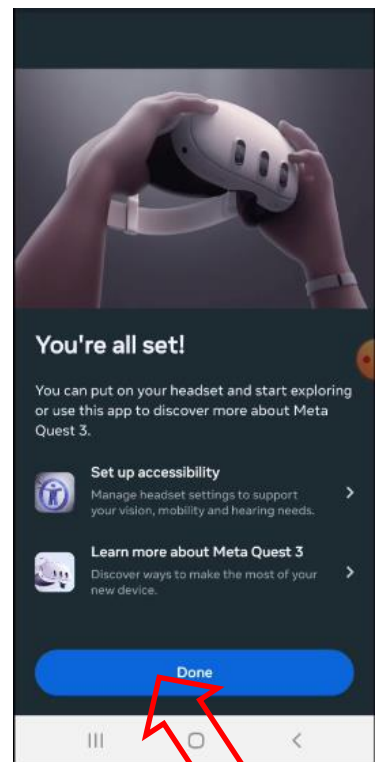 You're all set!
You can put on your headset and start exploring
or use this app to discover more about Meta
Quest 3.
Set up accessibility
Manage headset settings to support
your vision, mobility and hearing needs.
Learn more about Meta Quest 3
Discover ways to make the most of your
new device.
Done